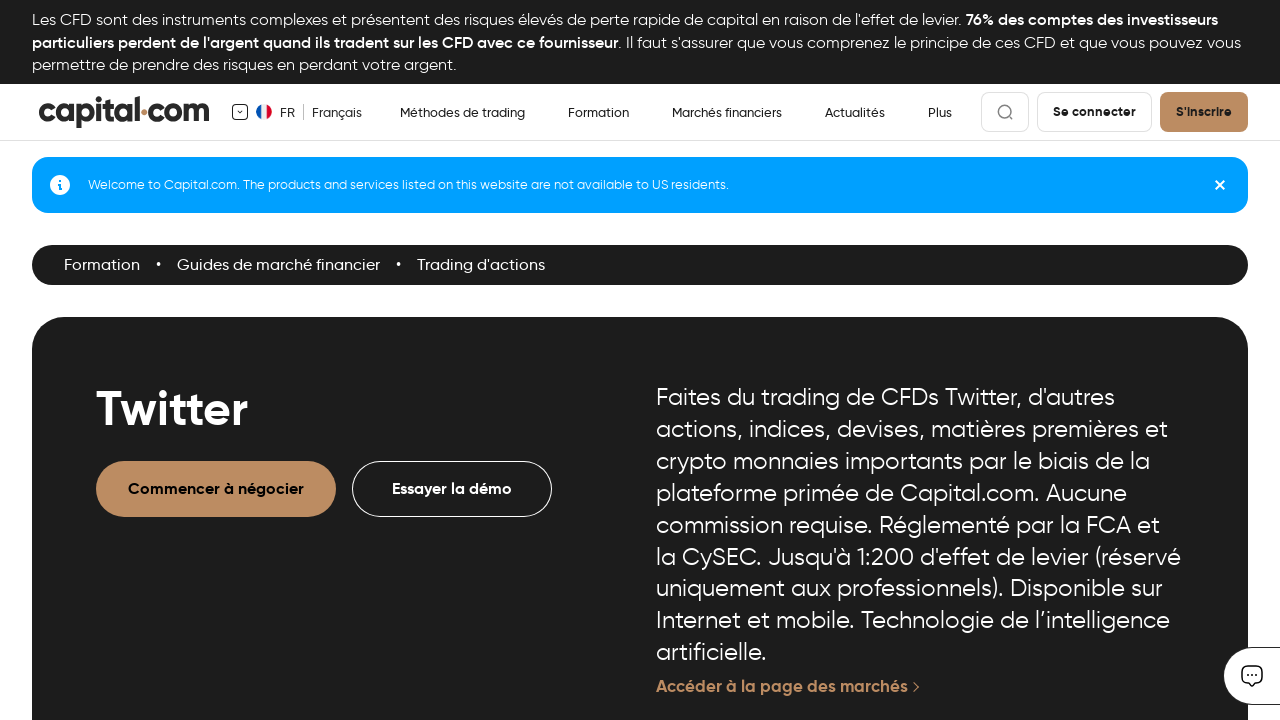 Les CFD sont des instruments complexes et présentent des risques élevés de perte rapide de capital en raison de l'effet de levier. 76% des comptes des investisseurs
particuliers perdent de l'argent quand ils tradent sur les CFD avec ce fournisseur. Il faut s'assurer que vous comprenez le principe de ces CFD et que vous pouvez vous
permettre de prendre des risques en perdant votre argent.
capital.com FR Français Méthodes de trading Formation Marchés financiers Actualités Plus Se connecter S'inscrire
Welcome to Capital.com. The products and services listed on this website are not available to US residents.
Formation • Guides de marché financier • Trading d'actions
Twitter
Commencer à négocier Essayer la démo
Faites du trading de CFDs Twitter, d'autres
actions, indices, devises, matières premières et
crypto monnaies importants par le biais de la
plateforme primée de Capital.com. Aucune
commission requise. Réglementé par la FCA et
la CySEC. Jusqu'à 1:200 d'effet de levier (réservé
uniquement aux professionnels). Disponible sur
Internet et mobile. Technologie de l’intelligence
artificielle.
Accéder à la page des marchés